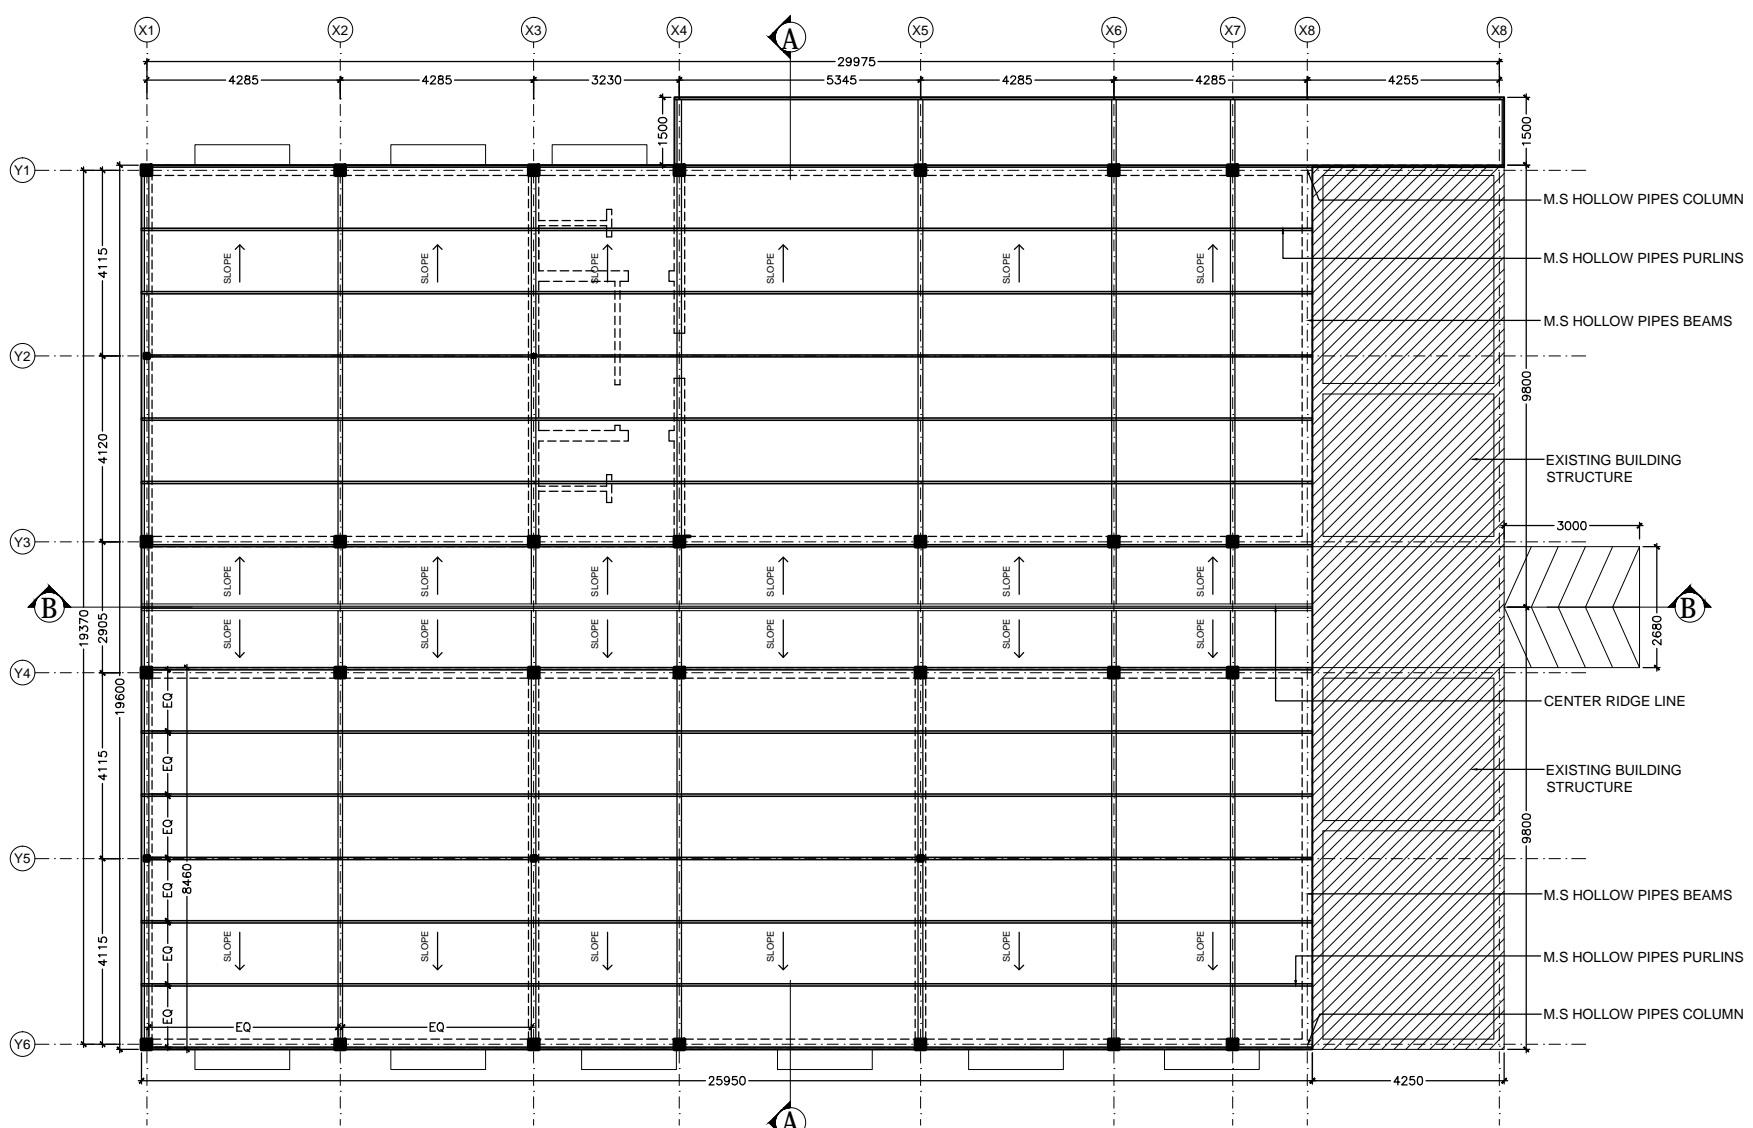 X1
X2
X3
X4
A
X5
X6
X7
X8
X8
29975
4285
4285
3230
5345
4285
4285
4255
1500
1500
Y1
M.S HOLLOW PIPES COLUMN
4115
SLOPE
SLOPE
SLOPE
SLOPE
SLOPE
SLOPE
M.S HOLLOW PIPES PURLINS
M.S HOLLOW PIPES BEAMS
Y2
9800
4120
EXISTING BUILDING
STRUCTURE
3000
Y3
SLOPE
SLOPE
SLOPE
SLOPE
SLOPE
SLOPE
B
B
19370
2905
SLOPE
SLOPE
SLOPE
SLOPE
SLOPE
SLOPE
2680
Y4
19600
EQ
CENTER RIDGE LINE
4115
EQ
EXISTING BUILDING
STRUCTURE
EQ
9800
Y5
8460
EQ
M.S HOLLOW PIPES BEAMS
4115
EQ
SLOPE
SLOPE
SLOPE
SLOPE
SLOPE
SLOPE
M.S HOLLOW PIPES PURLINS
EQ
EQ
EQ
M.S HOLLOW PIPES COLUMN
Y6
25950
4250
A